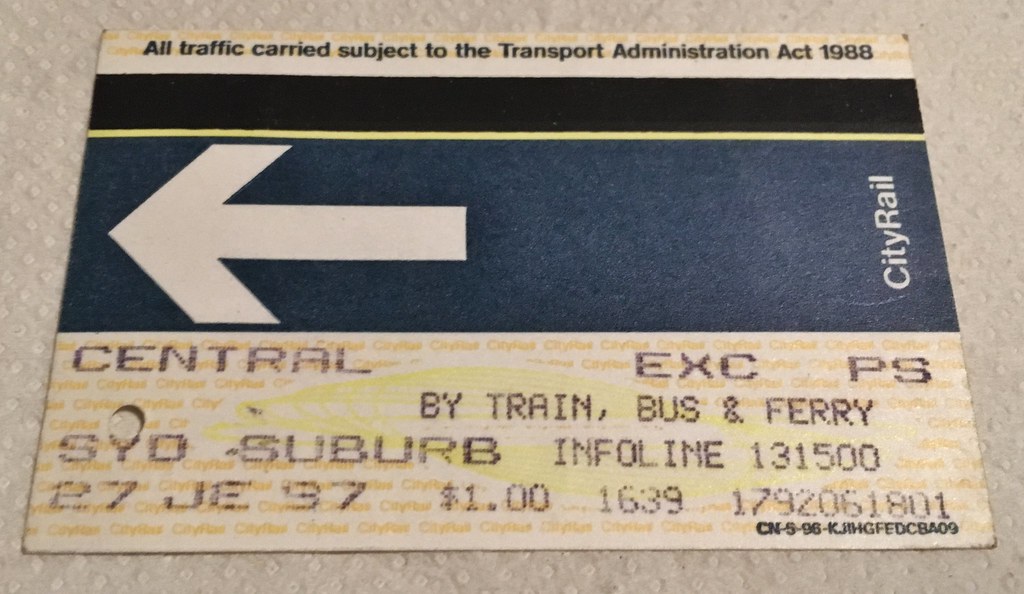 All traffic carried subject to the Transport Administration Act 1988
CityRail
CENTRAL EXC PS
BY TRAIN, BUS & FERRY
SYD SUBURB INFOLINE 131500
27 JE 97 $1.00 1639 1792061801
CN-5-96-KJIHGFEDCBA09